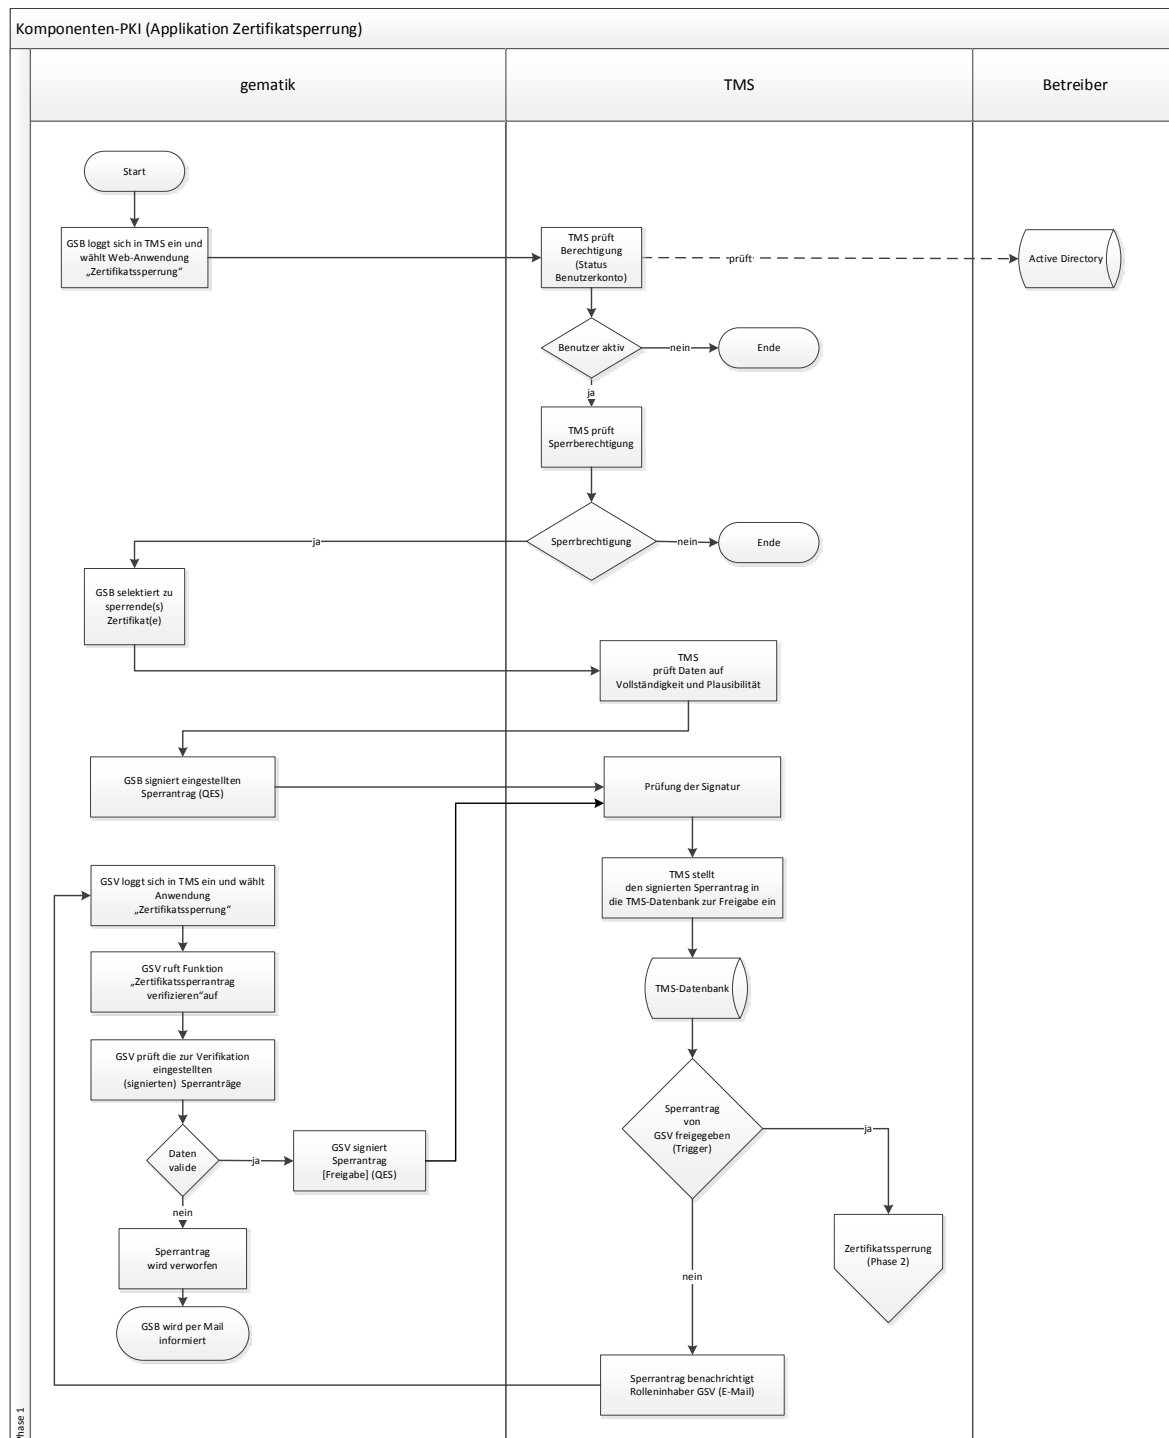 Komponenten-PKI (Applikation Zertifikatsperrung)
gematik
TMS
Betreiber
Start
GSB loggt sich in TMS ein und
wählt Web-Anwendung
„Zertifikatssperrung“
TMS prüft
Berechtigung
(Status
Benutzerkonto)
prüft
Active Directory
Benutzer aktiv
nein
Ende
ja
TMS prüft
Sperrberechtigung
Sperrbrechtigung
ja
nein
Ende
GSB selektiert zu
sperrende(s)
Zertifikat(e)
TMS
prüft Daten auf
Vollständigkeit und Plausibilität
GSB signiert eingestellten
Sperrantrag (QES)
Prüfung der Signatur
GSV loggt sich in TMS ein und wählt
Anwendung
„Zertifikatssperrung“
TMS stellt
den signierten Sperrantrag in
die TMS-Datenbank zur Freigabe ein
GSV ruft Funktion
„Zertifikatssperrantrag
verifizieren“auf
TMS-Datenbank
GSV prüft die zur Verifikation
eingestellten
(signierten) Sperranträge
Sperrantrag
von
GSV freigegeben
(Trigger)
ja
Daten
valide
ja
GSV signiert
Sperrantrag
[Freigabe] (QES)
nein
Sperrantrag
wird verworfen
Zertifikatssperrung
(Phase 2)
nein
GSB wird per Mail
informiert
Sperrantrag benachrichtigt
Rolleninhaber GSV (E-Mail)
Phase 1